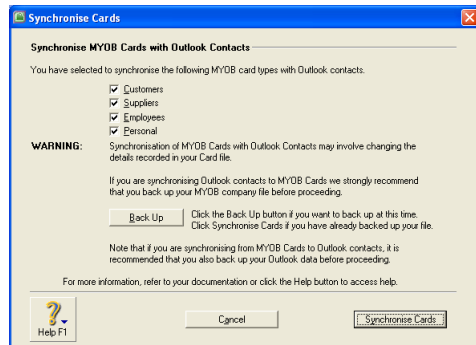 Synchronise Cards
Synchronise MYOB Cards with Outlook Contacts
You have selected to synchronise the following MYOB card types with Outlook contacts.
Customers
Suppliers
Employees
Personal
WARNING: Synchronisation of MYOB Cards with Outlook Contacts may involve changing the
details recorded in your Card file.
If you are synchronising Outlook contacts to MYOB Cards we strongly recommend
that you back up your MYOB company file before proceeding.
Back Up Click the Back Up button if you want to back up at this time.
Click Synchronise Cards if you have already backed up your file.
Note that if you are synchronising from MYOB Cards to Outlook contacts, it is
recommended that you also back up your Outlook data before proceeding.
For more information, refer to your documentation or click the Help button to access help.
Help F1 Cancel Synchronise Cards